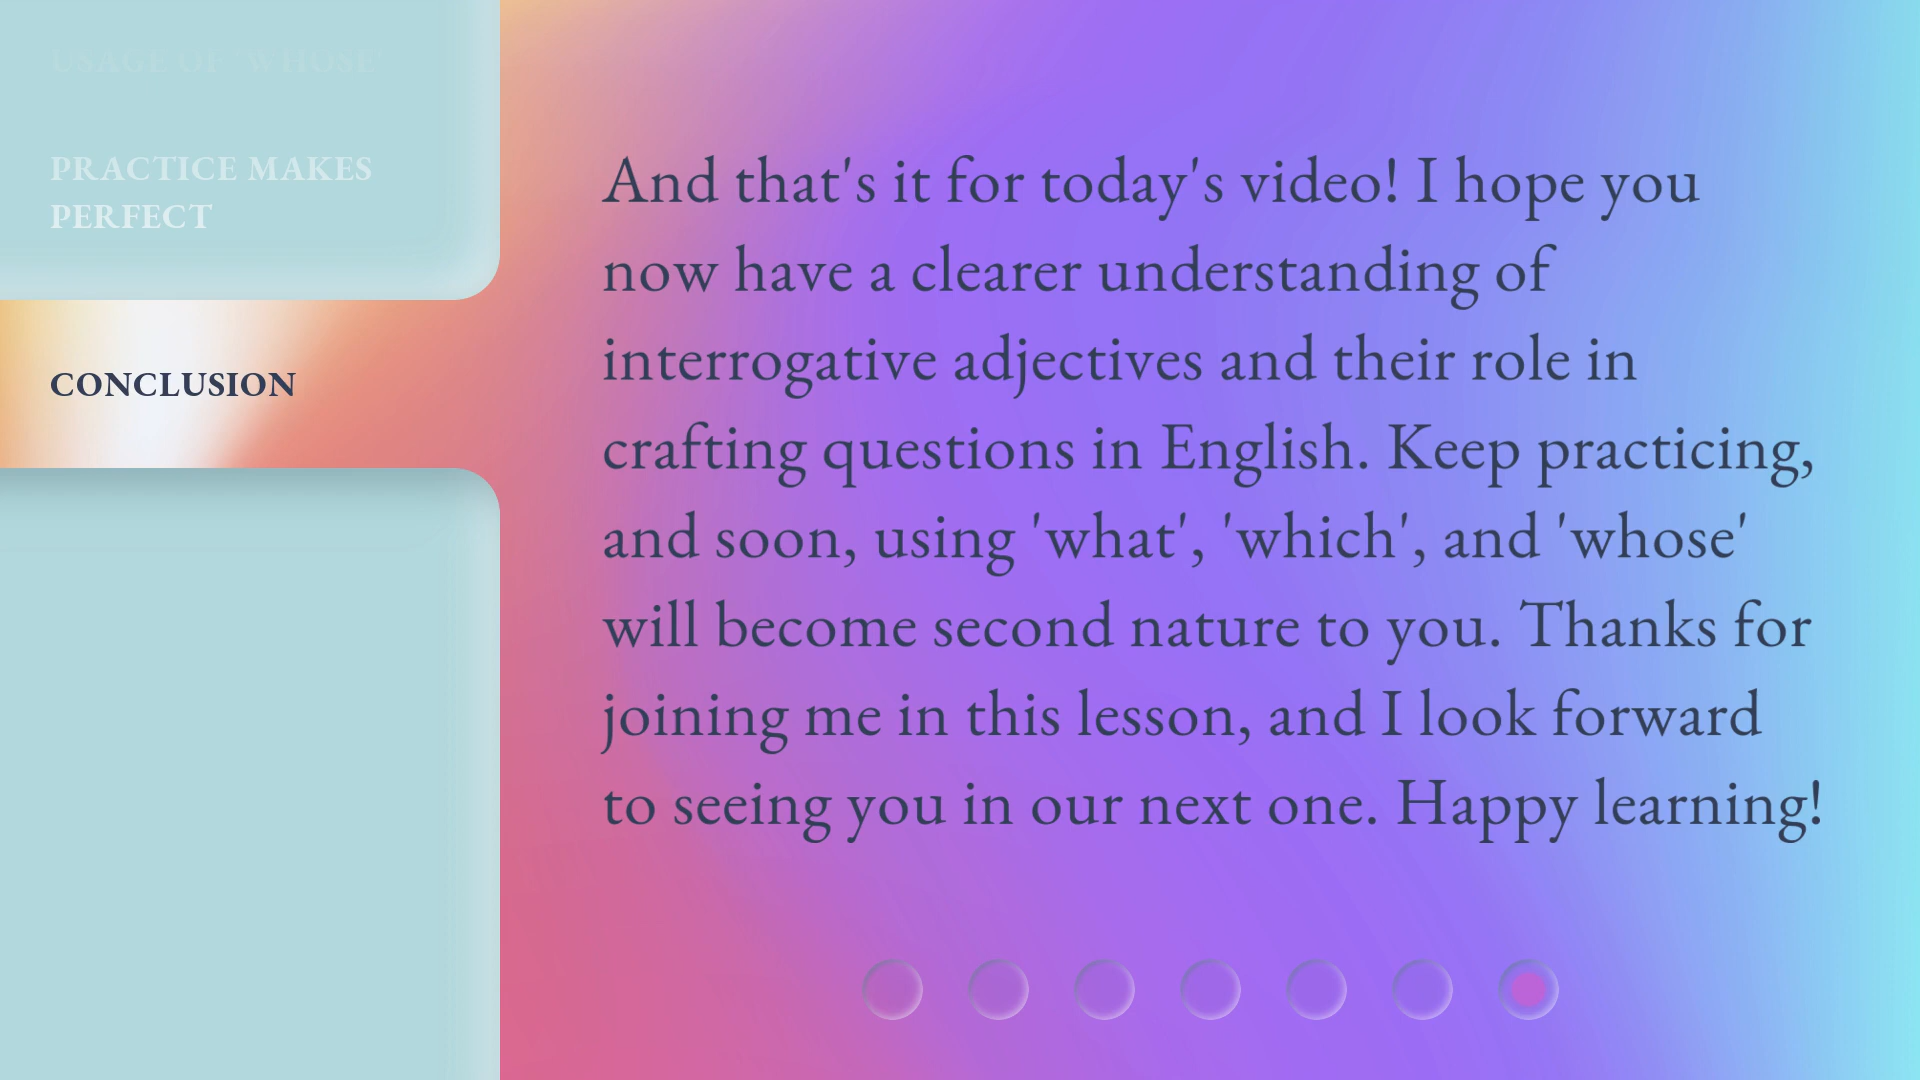 USAGE OF 'WHOSE'
PRACTICE MAKES
PERFECT
CONCLUSION
And that's it for today's video! I hope you
now have a clearer understanding of
interrogative adjectives and their role in
crafting questions in English. Keep practicing,
and soon, using 'what', 'which', and 'whose'
will become second nature to you. Thanks for
joining me in this lesson, and I look forward
to seeing you in our next one. Happy learning!